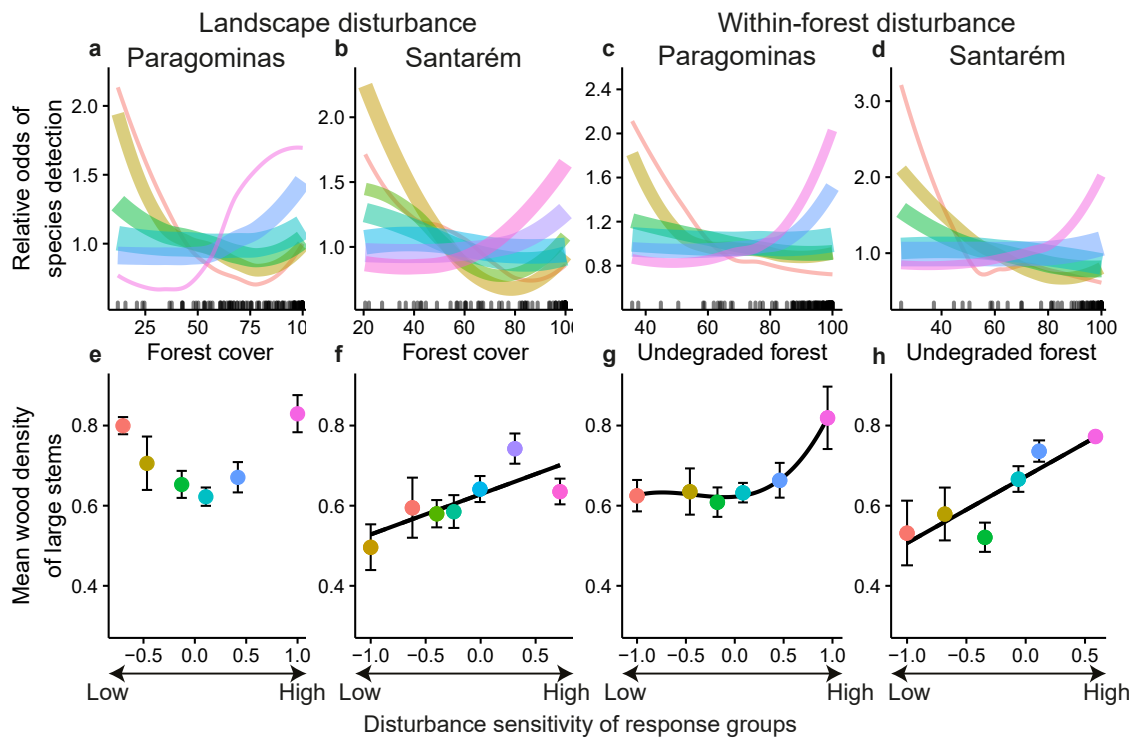 Landscape disturbance
Within-forest disturbance
a Paragominas
b Santarém
c Paragominas
d Santarém
Relative odds of
species detection
2.0
1.5
1.0
25 50 75 100
Forest cover
2.0
1.5
1.0
20 40 60 80 100
Forest cover
2.4
2.0
1.6
1.2
0.8
40 60 80 100
Undegraded forest
3.0
2.0
1.0
40 60 80 100
Undegraded forest
e
f
g
h
Mean wood density
of large stems
0.8
0.6
0.4
−0.5 0.0 0.5 1.0
Low High
0.8
0.6
0.4
−1.0 −0.5 0.0 0.5
Low High
0.8
0.6
0.4
−1.0 −0.5 0.0 0.5 1.0
Low High
0.8
0.6
0.4
−1.0 −0.5 0.0 0.5
Low High
Disturbance sensitivity of response groups